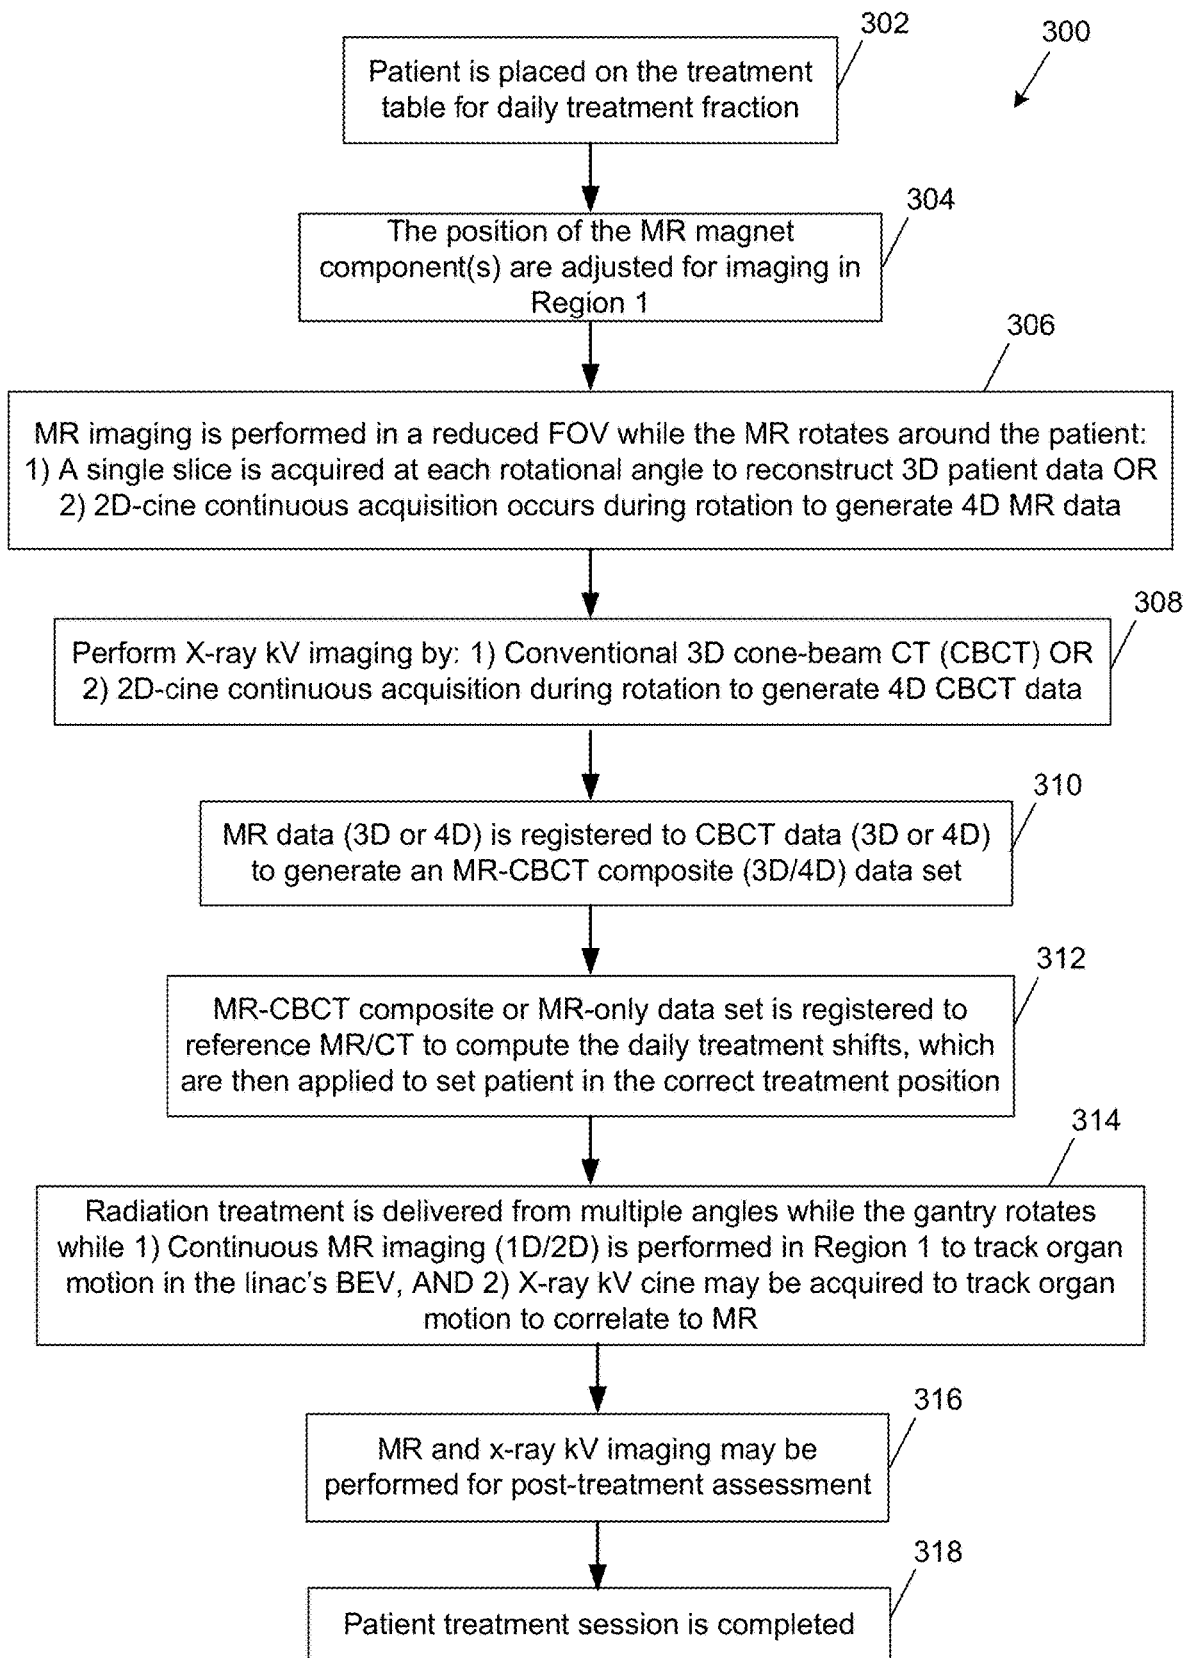 302
300
Patient is placed on the treatment
table for daily treatment fraction
304
The position of the MR magnet
component(s) are adjusted for imaging in
Region 1
306
MR imaging is performed in a reduced FOV while the MR rotates around the patient:
1) A single slice is acquired at each rotational angle to reconstruct 3D patient data OR
2) 2D-cine continuous acquisition occurs during rotation to generate 4D MR data
308
Perform X-ray kV imaging by: 1) Conventional 3D cone-beam CT (CBCT) OR
2) 2D-cine continuous acquisition during rotation to generate 4D CBCT data
310
MR data (3D or 4D) is registered to CBCT data (3D or 4D)
to generate an MR-CBCT composite (3D/4D) data set
312
MR-CBCT composite or MR-only data set is registered to
reference MR/CT to compute the daily treatment shifts, which
are then applied to set patient in the correct treatment position
314
Radiation treatment is delivered from multiple angles while the gantry rotates
while 1) Continuous MR imaging (1D/2D) is performed in Region 1 to track organ
motion in the linac's BEV, AND 2) X-ray kV cine may be acquired to track organ
motion to correlate to MR
316
MR and x-ray kV imaging may be
performed for post-treatment assessment
318
Patient treatment session is completed